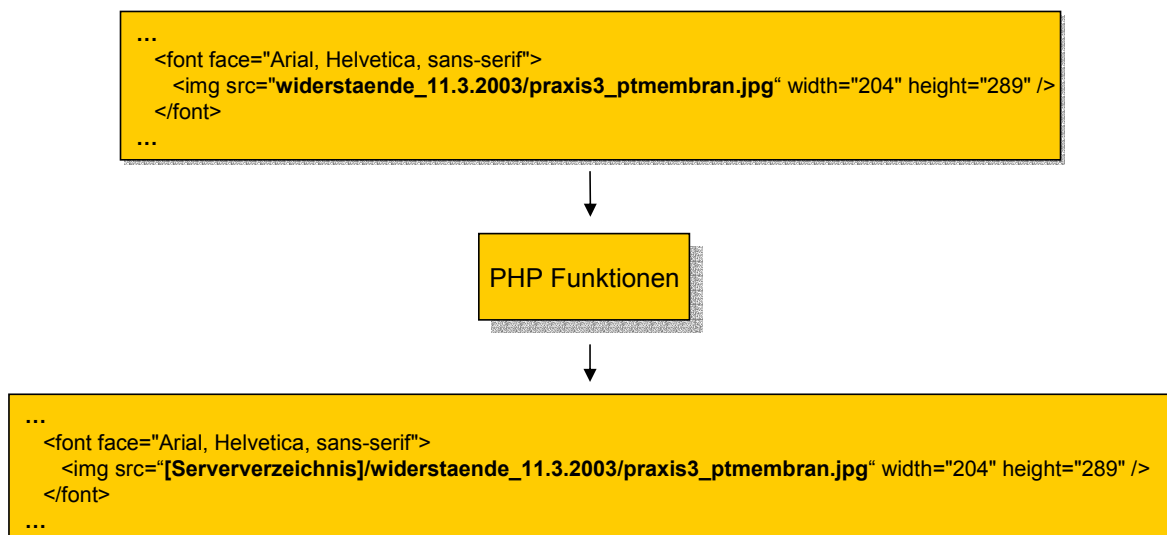 ...
<font face="Arial, Helvetica, sans-serif">
<img src="widerstaende_11.3.2003/praxis3_ptmembran.jpg“ width="204" height="289" />
</font>
...
PHP Funktionen
...
<font face="Arial, Helvetica, sans-serif">
<img src=“[Serververzeichnis]/widerstaende_11.3.2003/praxis3_ptmembran.jpg“ width="204" height="289" />
</font>
...